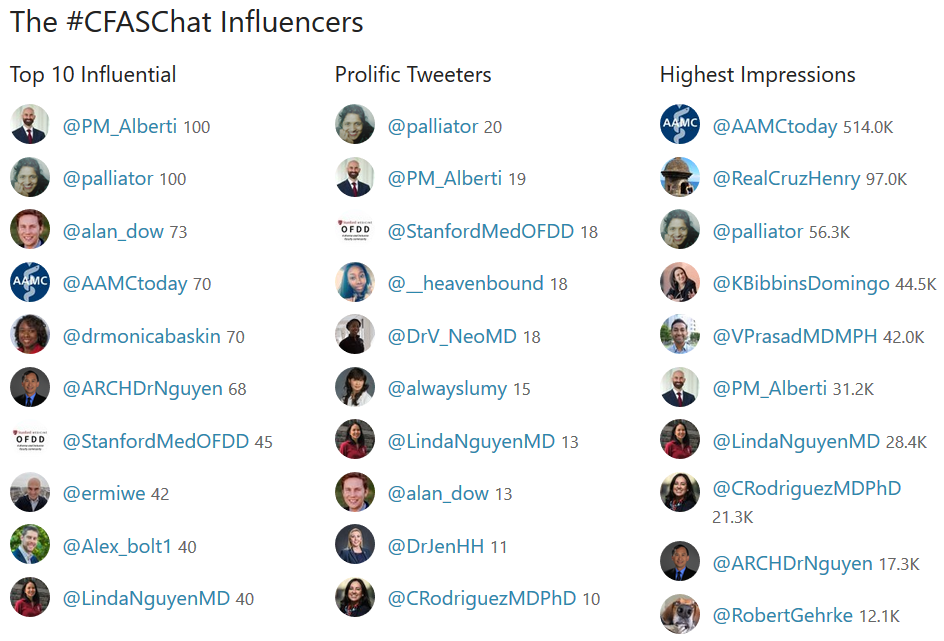 The #CFASChat Influencers
Top 10 Influential
@PM_Alberti 100
@palliator 100
@alan_dow 73
AAMC
@AAMCtoday 70
@drmonicabaskin 70
@ARCHDrNguyen 68
OFDD
@StanfordMedOFDD 45
@ermiwe 42
@Alex_bolt1 40
@LindaNguyenMD 40
Prolific Tweeters
@palliator 20
@PM_Alberti 19
OFDD
@StanfordMedOFDD 18
@__heavenbound 18
@DrV_NeoMD 18
@alwayslumy 15
@LindaNguyenMD 13
@alan_dow 13
@DrJenHH 11
@CRodriguezMDPhD 10
Highest Impressions
AAMC
@AAMCtoday 514.0K
@RealCruzHenry 97.0K
@palliator 56.3K
@KBibbinsDomingo 44.5K
@VPrasadMDMPH 42.0K
@PM_Alberti 31.2K
@LindaNguyenMD 28.4K
@CRodriguezMDPhD
21.3K
@ARCHDrNguyen 17.3K
@RobertGehrke 12.1K